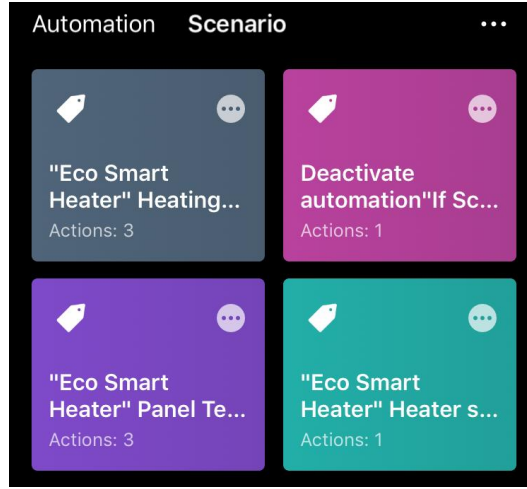 Automation Scenario
"Eco Smart
Heater" Heating...
Actions: 3
Deactivate
automation"If Sc...
Actions: 1
"Eco Smart
Heater" Panel Te...
Actions: 3
"Eco Smart
Heater" Heater s...
Actions: 1